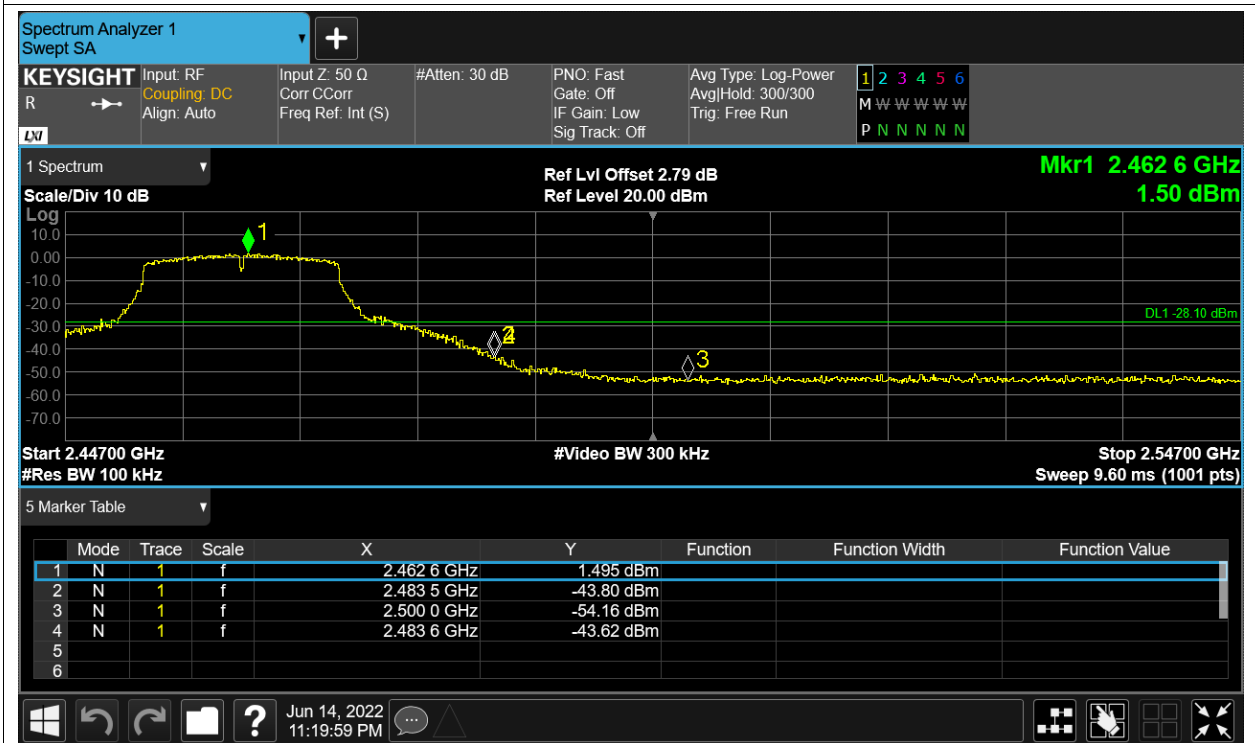 Spectrum Analyzer 1
Swept SA
KEYSIGHT Input: RF Input Z: 50 Ω #Atten: 30 dB PNO: Fast Avg Type: Log-Power 1 2 3 4 5 6
R Coupling: DC Corr CCorr Gate: Off Avg|Hold: 300/300 M W W W W W
Align: Auto Freq Ref: Int (S) IF Gain: Low Trig: Free Run
LXI Sig Track: Off P N N N N N
1 Spectrum Ref Lvl Offset 2.79 dB Mkr1 2.462 6 GHz
Scale/Div 10 dB Ref Level 20.00 dBm 1.50 dBm
Log
10.0 1
0.00
-10.0
-20.0
DL1 -28.10 dBm
-30.0
-40.0 2 4
-50.0 3
-60.0
-70.0
Start 2.44700 GHz #Video BW 300 kHz Stop 2.54700 GHz
#Res BW 100 kHz Sweep 9.60 ms (1001 pts)
5 Marker Table
Mode Trace Scale X Y Function Function Width Function Value
1 N 1 f 2.462 6 GHz 1.495 dBm
2 N 1 f 2.483 5 GHz -43.80 dBm
3 N 1 f 2.500 0 GHz -54.16 dBm
4 N 1 f 2.483 6 GHz -43.62 dBm
5
6
? Jun 14, 2022
11:19:59 PM